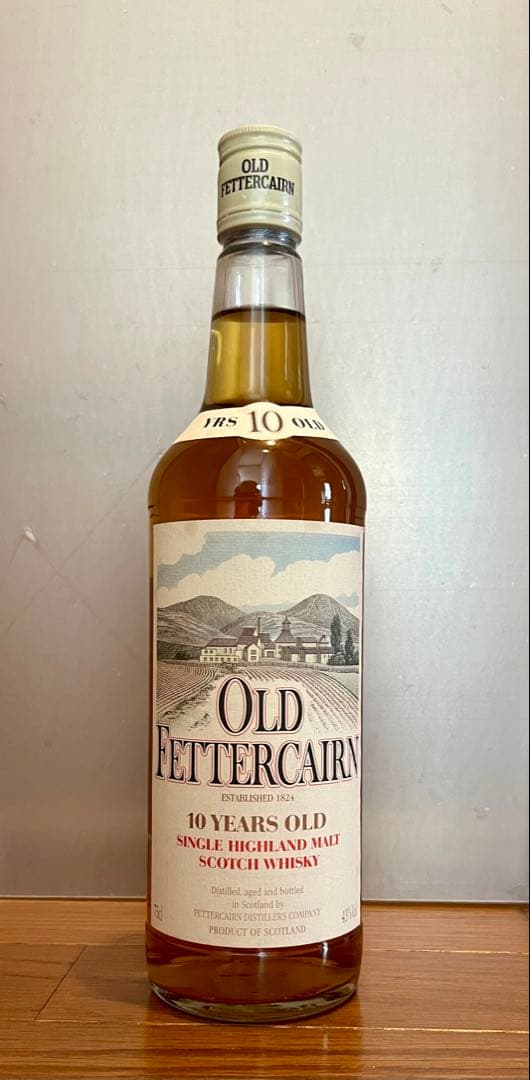 OLD
FETTERCAIRN
YRS 10 OLD
OLD
FETTERCAIRN
ESTABLISHED 1824
10 YEARS OLD
SINGLE HIGHLAND MALT
SCOTCH WHISKY
Distilled, aged and bottled
in Scotland by
FETTERCAIRN DISTILLERS COMPANY
PRODUCT OF SCOTLAND